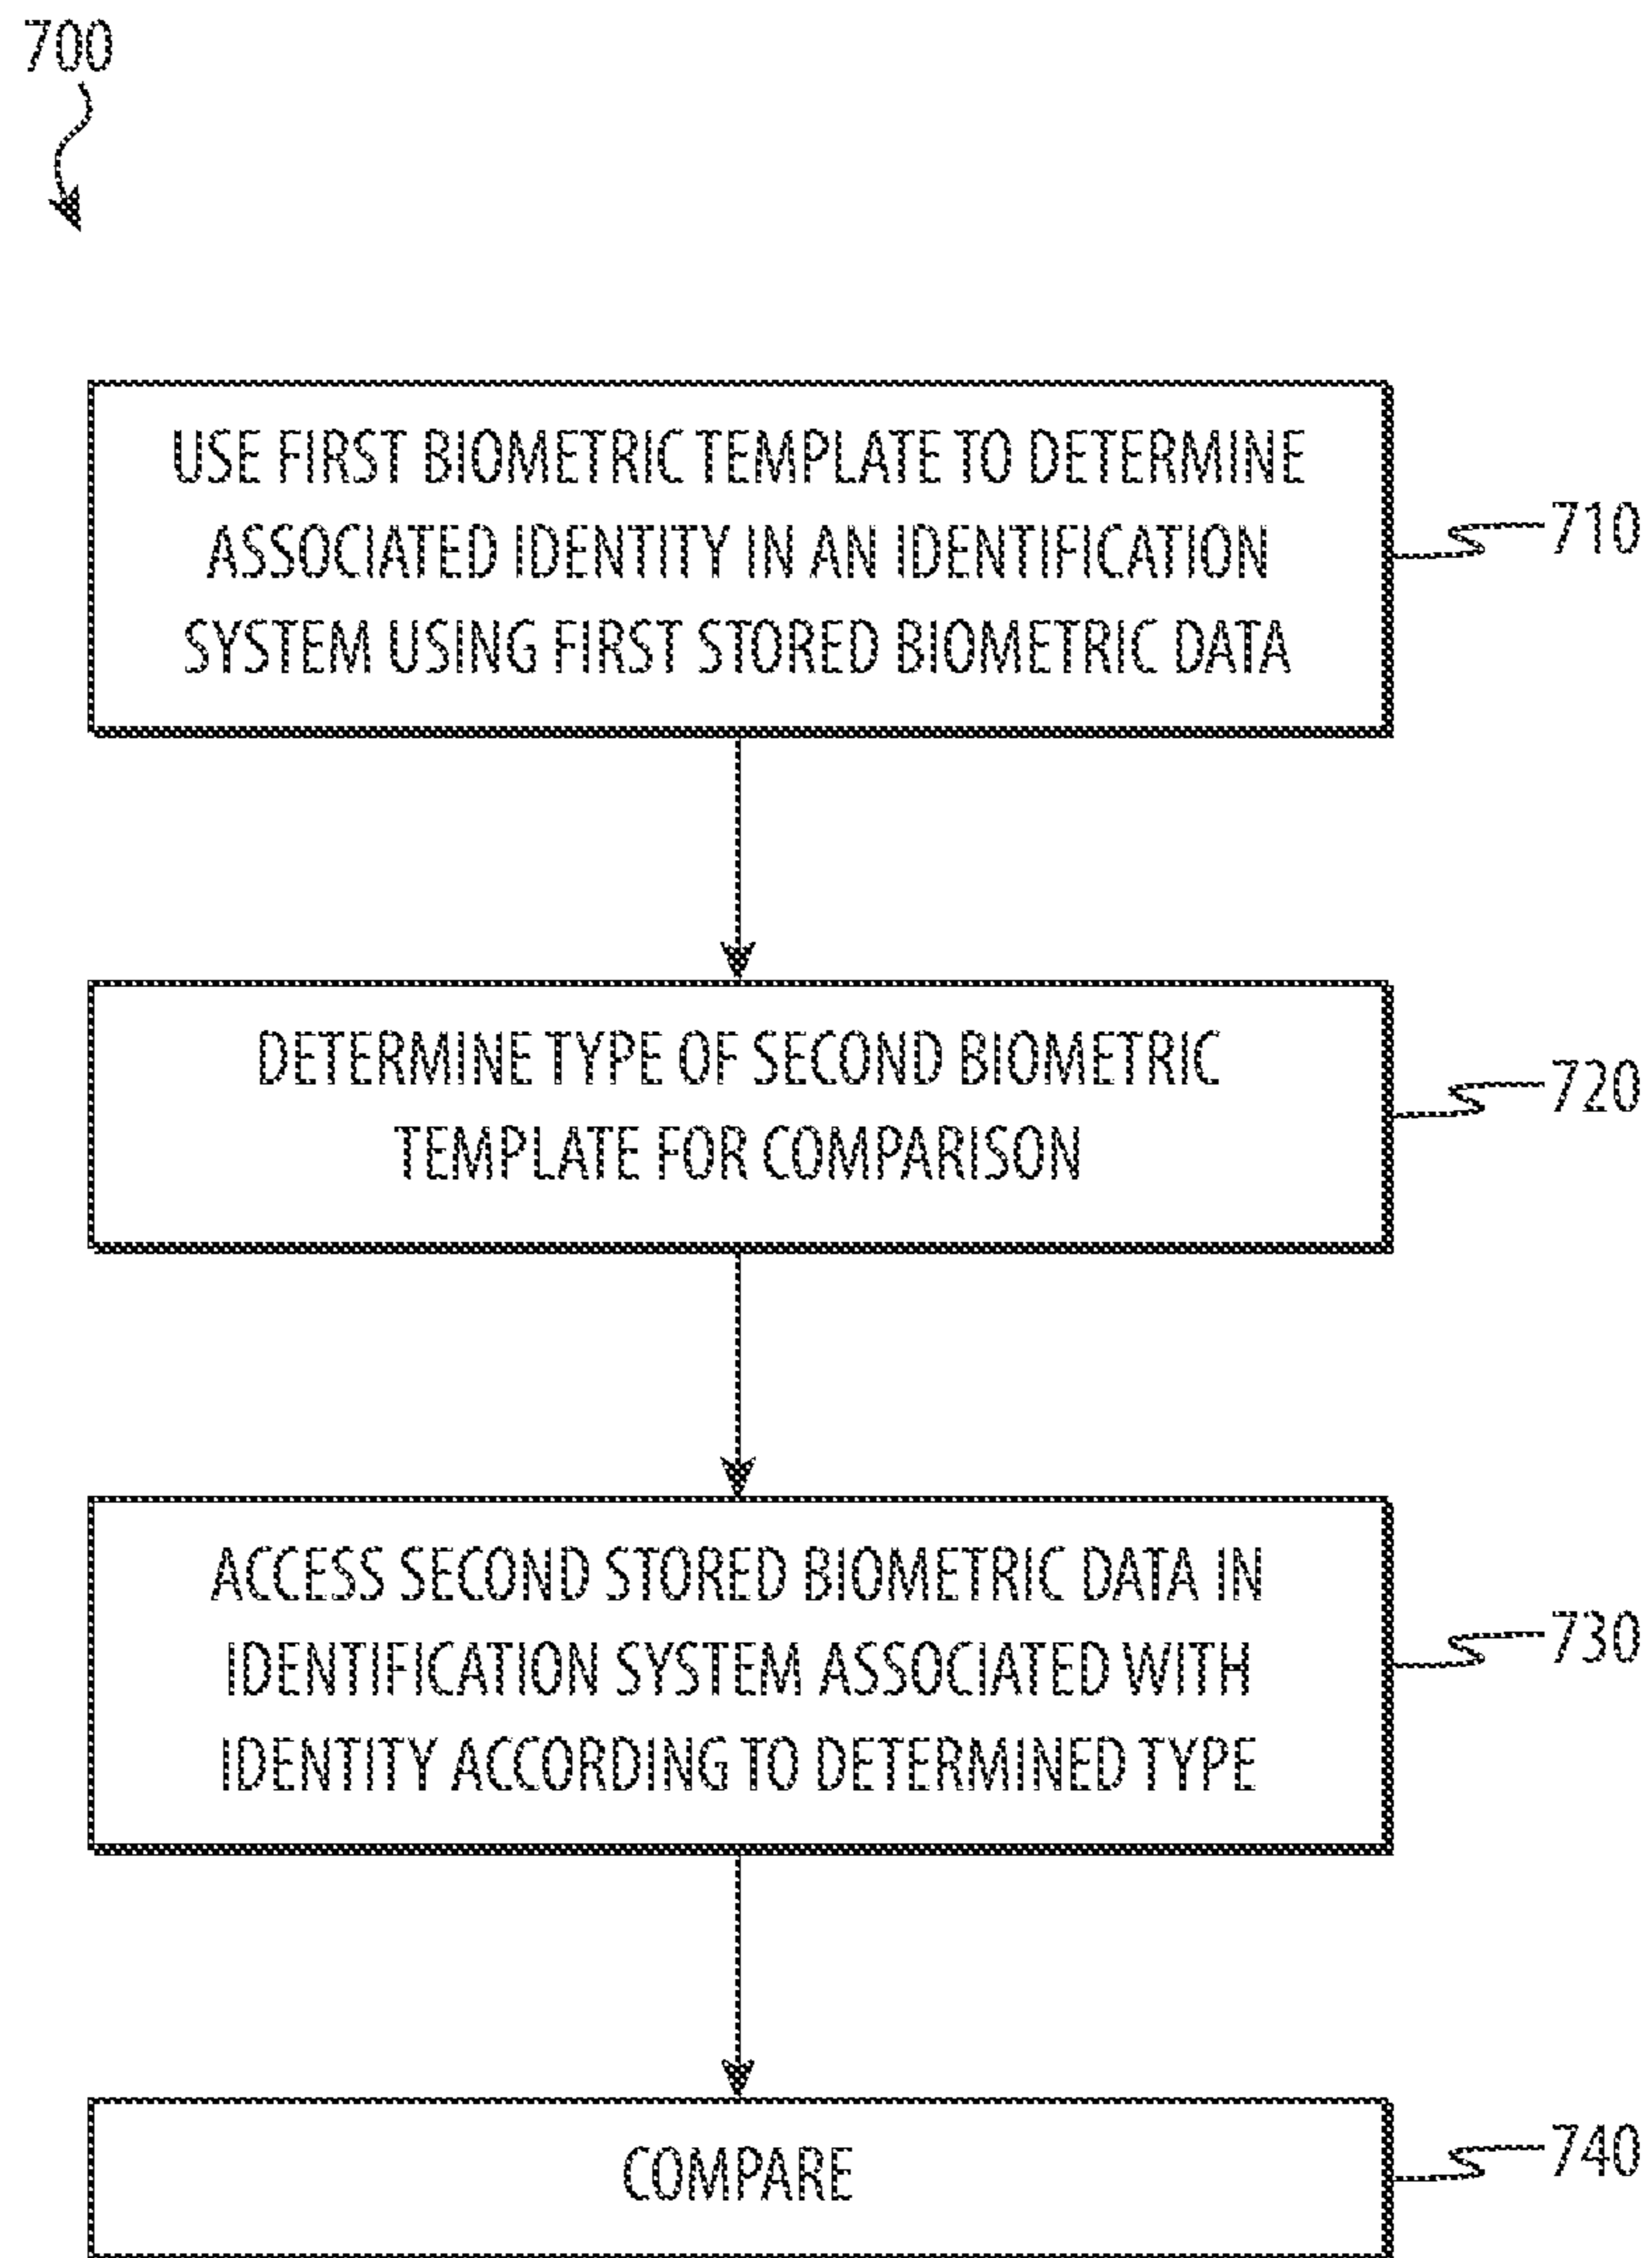 700
USE FIRST BIOMETRIC TEMPLATE TO DETERMINE
ASSOCIATED IDENTITY IN AN IDENTIFICATION
SYSTEM USING FIRST STORED BIOMETRIC DATA
710
DETERMINE TYPE OF SECOND BIOMETRIC
TEMPLATE FOR COMPARISON
720
ACCESS SECOND STORED BIOMETRIC DATA IN
IDENTIFICATION SYSTEM ASSOCIATED WITH
IDENTITY ACCORDING TO DETERMINED TYPE
730
COMPARE
740